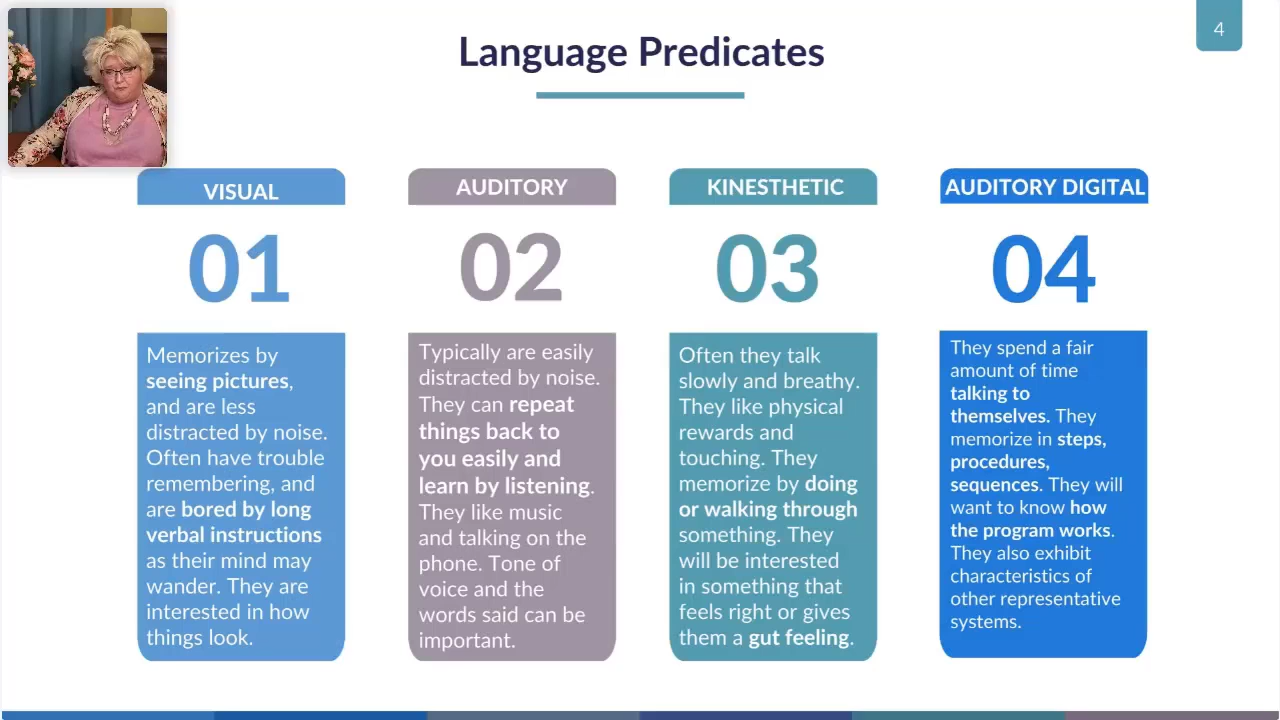 4
Language Predicates
VISUAL
01
Memorizes by
seeing pictures,
and are less
distracted by noise.
Often have trouble
remembering, and
are bored by long
verbal instructions
as their mind may
wander. They are
interested in how
things look.
AUDITORY
02
Typically are easily
distracted by noise.
They can repeat
things back to
you easily and
learn by listening.
They like music
and talking on the
phone. Tone of
voice and the
words said can be
important.
KINESTHETIC
03
Often they talk
slowly and breathy.
They like physical
rewards and
touching. They
memorize by doing
or walking through
something. They
will be interested
in something that
feels right or gives
them a gut feeling.
AUDITORY DIGITAL
04
They spend a fair
amount of time
talking to
themselves. They
memorize in steps,
procedures,
sequences. They will
want to know how
the program works.
They also exhibit
characteristics of
other representative
systems.